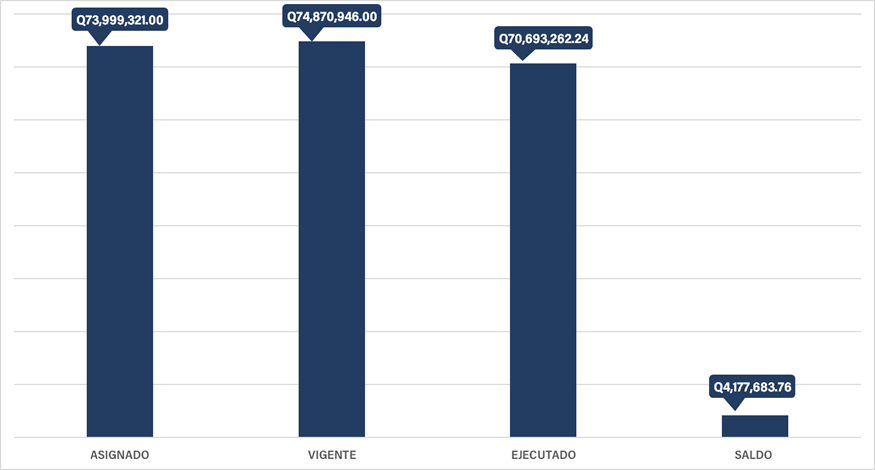 Q73,999,321.00
Q74,870,946.00
Q70,693,262.24
Q4,177,683.76
ASIGNADO
VIGENTE
EJECUTADO
SALDO